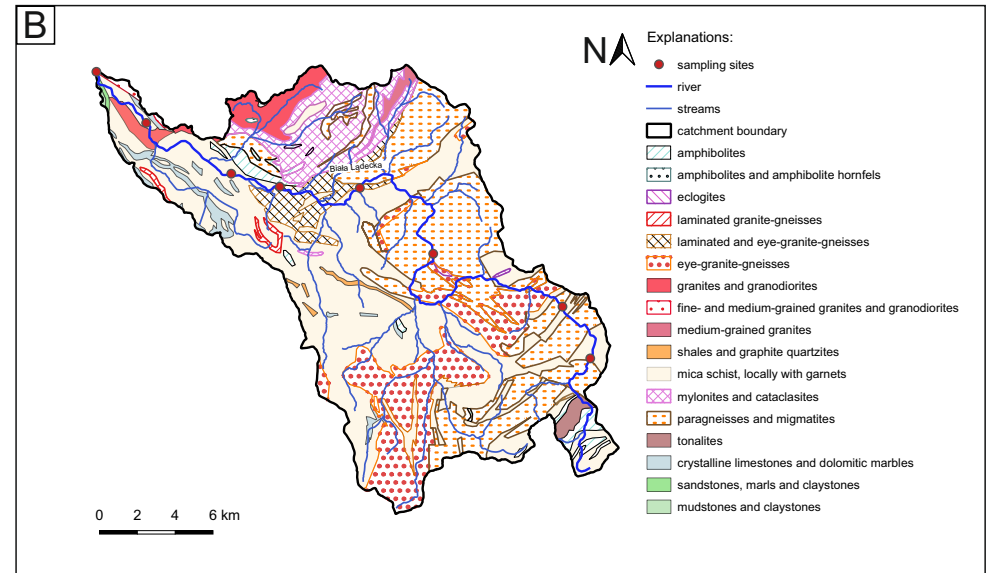 B
N
Explanations:
sampling sites
river
streams
catchment boundary
amphibolites
amphibolites and amphibolite hornfels
eclogites
laminated granite-gneisses
laminated and eye-granite-gneisses
eye-granite-gneisses
granites and granodiorites
fine- and medium-grained granites and granodiorites
medium-grained granites
shales and graphite quartzites
mica schist, locally with garnets
mylonites and cataclasites
paragneisses and migmatites
tonalites
crystalline limestones and dolomitic marbles
sandstones, marls and claystones
mudstones and claystones
Biała Lądecka
0 2 4 6 km